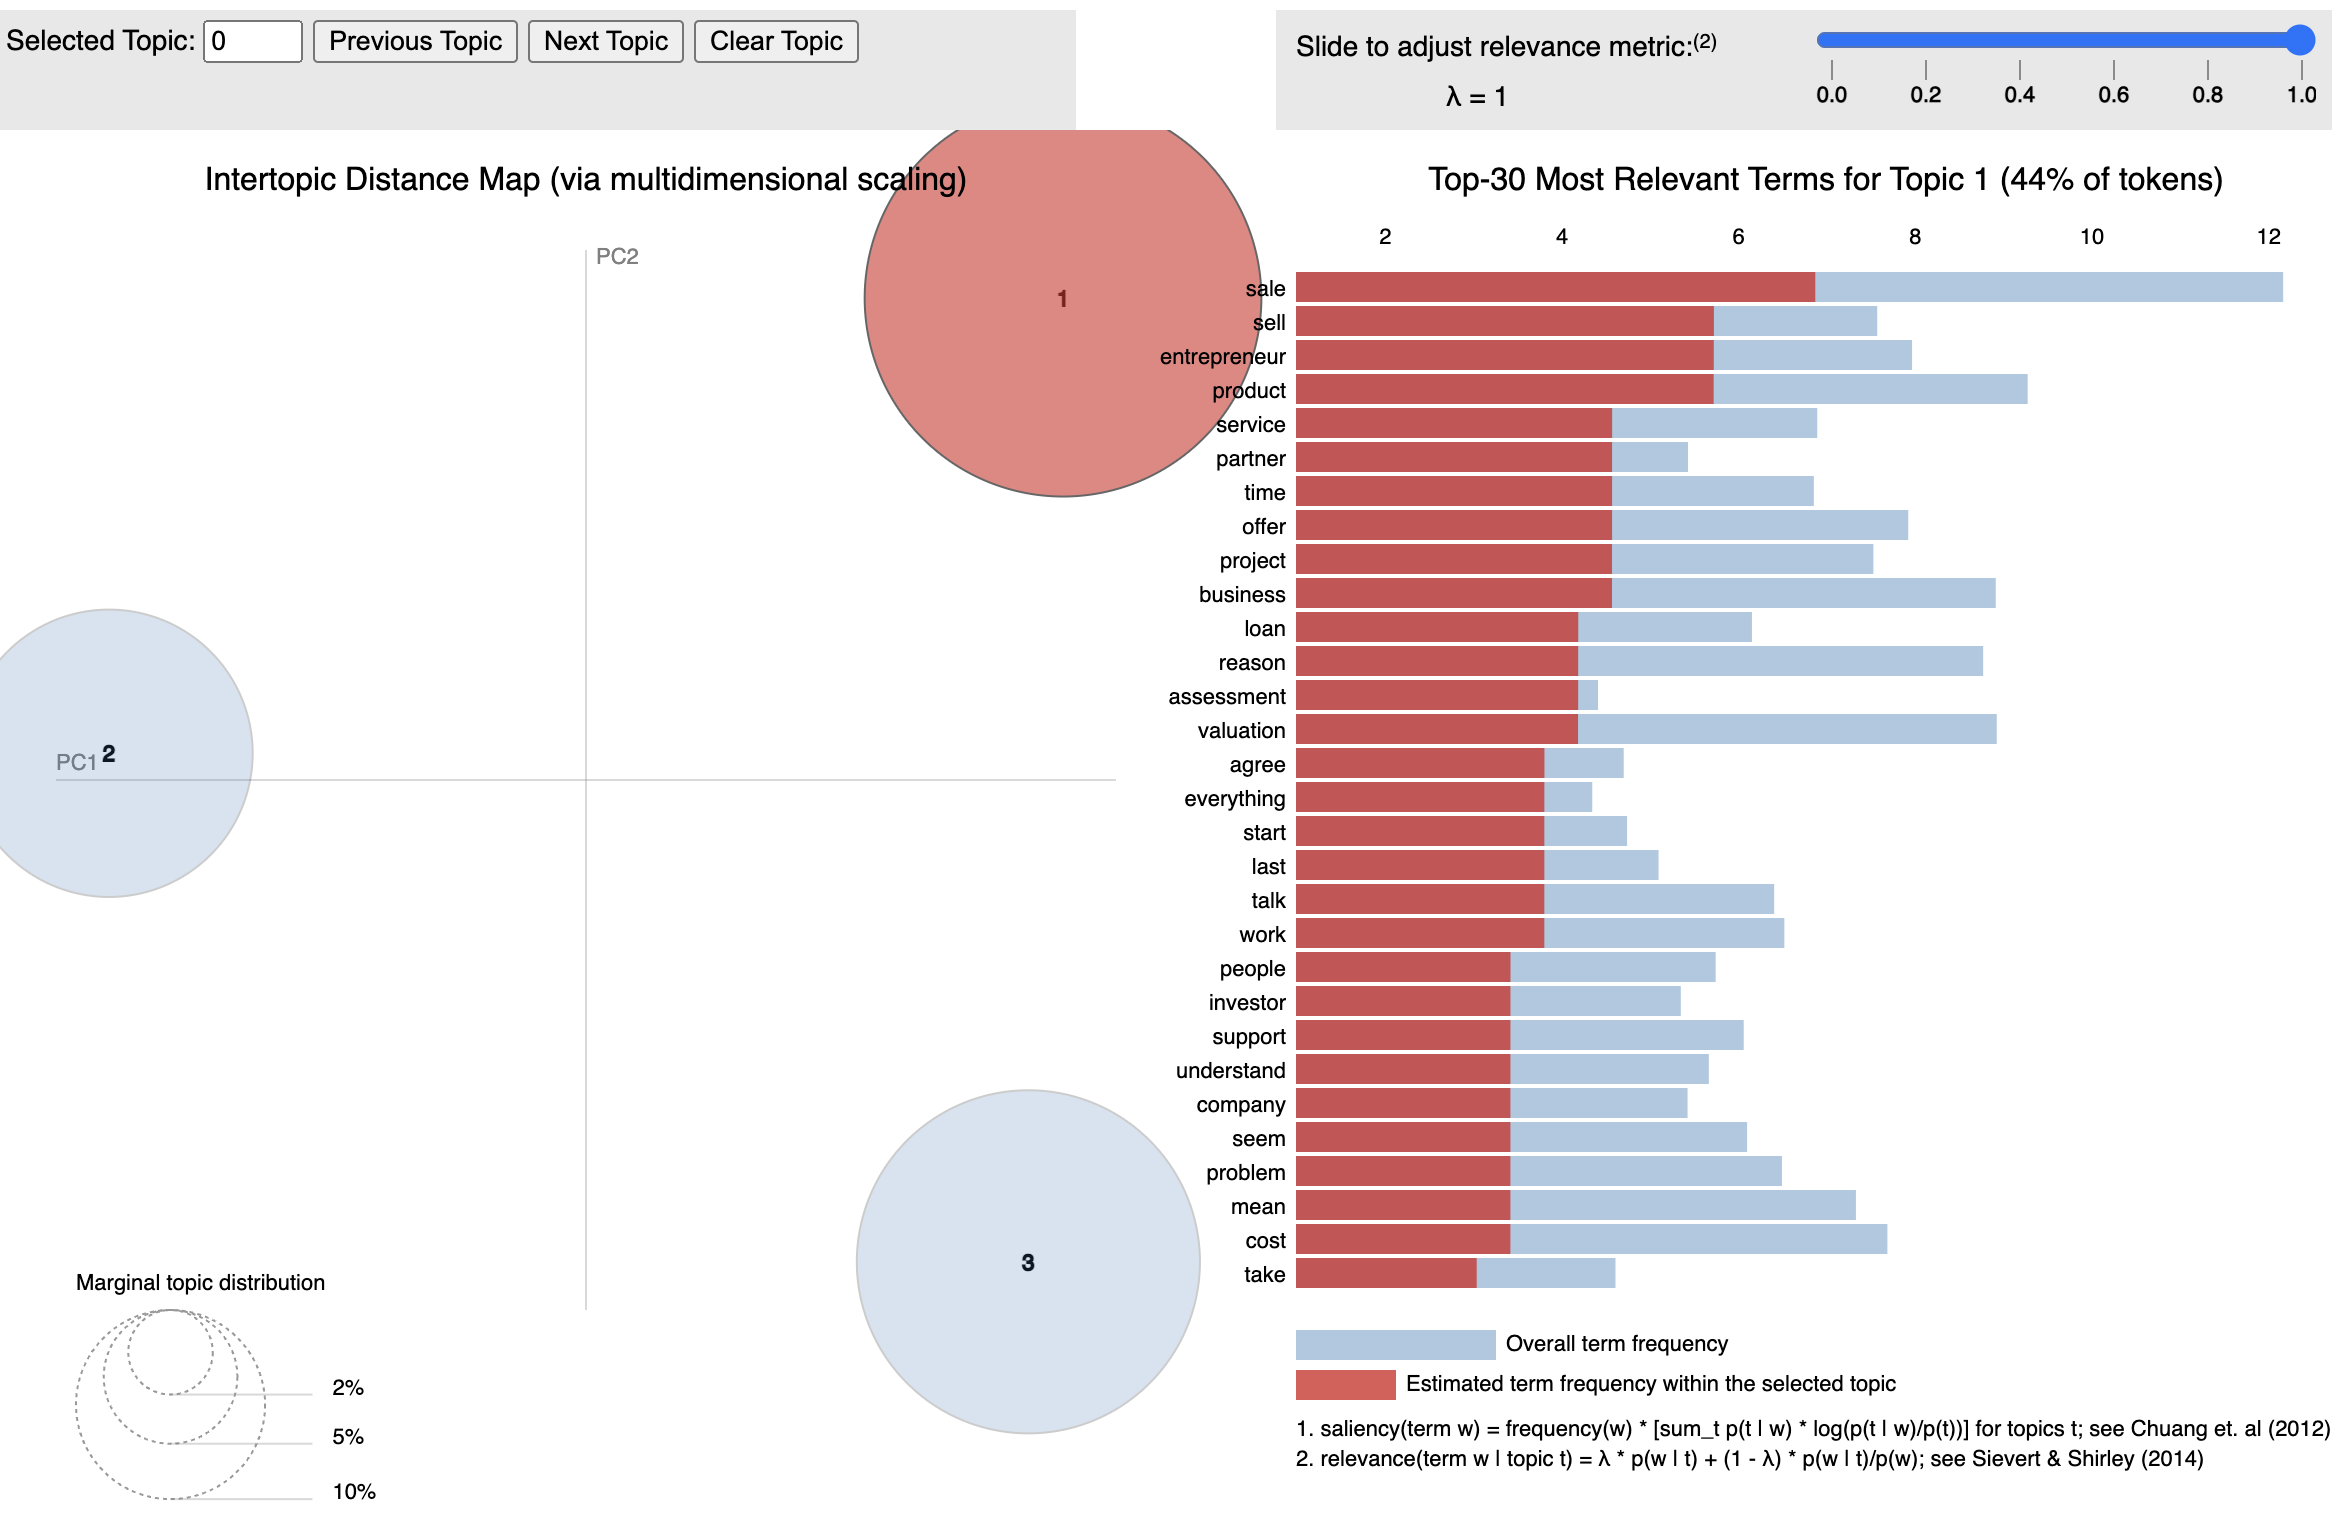 Selected Topic: 0 Previous Topic Next Topic Clear Topic
Slide to adjust relevance metric:(2)
λ = 1
0.0 0.2 0.4 0.6 0.8 1.0
Intertopic Distance Map (via multidimensional scaling)
PC2
1
PC1 2
3
Marginal topic distribution
2%
5%
10%
Top-30 Most Relevant Terms for Topic 1 (44% of tokens)
2 4 6 8 10 12
sale
sell
entrepreneur
product
service
partner
time
offer
project
business
loan
reason
assessment
valuation
agree
everything
start
last
talk
work
people
investor
support
understand
company
seem
problem
mean
cost
take
Overall term frequency
Estimated term frequency within the selected topic
1. saliency(term w) = frequency(w) * [sum_t p(t | w) * log(p(t | w)/p(t))] for topics t; see Chuang et. al (2012)
2. relevance(term w | topic t) = λ * p(w | t) + (1 - λ) * p(w | t)/p(w); see Sievert & Shirley (2014)